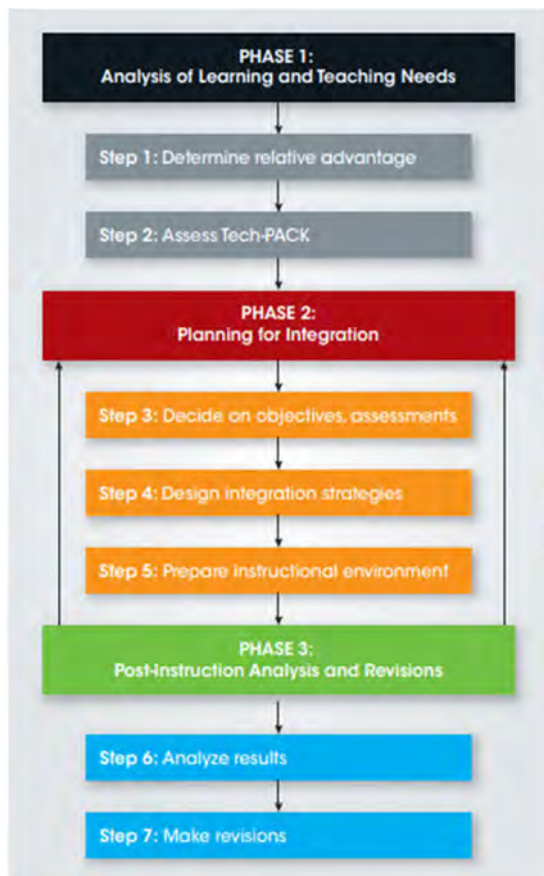 PHASE 1:
Analysis of Learning and Teaching Needs
Step 1: Determine relative advantage
Step 2: Assess Tech-PACK
PHASE 2:
Planning for Integration
Step 3: Decide on objectives, assessments
Step 4: Design integration strategies
Step 5: Prepare instructional environment
PHASE 3:
Post-Instruction Analysis and Revisions
Step 6: Analyze results
Step 7: Make revisions